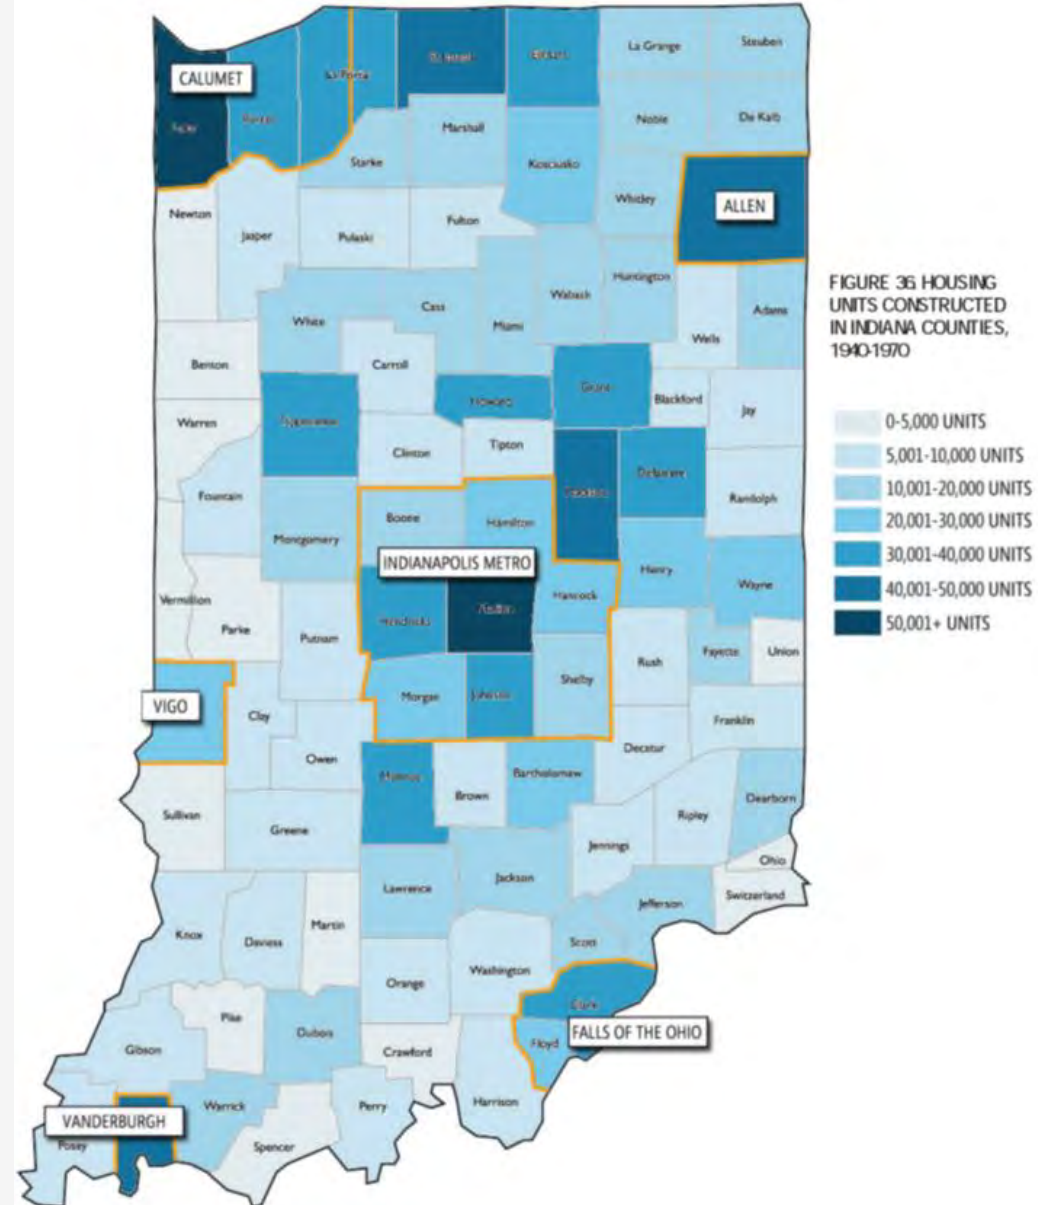 La Grange
Steuben
St. Joseph
Elkhart
La Porte
CALUMET
Porter
Lake
Noble
De Kalb
Marshall
Starke
Kosciusko
Whitley
ALLEN
Newton
Jasper
Pulaski
Fulton
Huntington
Wabash
Adams
Wells
White
Cass
Miami
Benton
Carroll
Grant
Howard
Blackford
Jay
Warren
Tippecanoe
Clinton
Tipton
Delaware
Madison
Randolph
Fountain
Montgomery
Boone
Hamilton
INDIANAPOLIS METRO
Henry
Wayne
Vermillion
Parke
Putnam
Hendricks
Marion
Hancock
Rush
Fayette
Union
VIGO
Clay
Morgan
Johnson
Shelby
Franklin
Owen
Decatur
Monroe
Brown
Bartholomew
Dearborn
Sullivan
Greene
Ripley
Jennings
Ohio
Lawrence
Jackson
Jefferson
Switzerland
Knox
Daviess
Martin
Scott
Orange
Washington
Clark
Pike
Dubois
Floyd
FALLS OF THE OHIO
Gibson
Crawford
Warrick
Perry
Harrison
VANDERBURGH
Posey
Spencer
FIGURE 36. HOUSING
UNITS CONSTRUCTED
IN INDIANA COUNTIES,
1940-1970
0-5,000 UNITS
5,001-10,000 UNITS
10,001-20,000 UNITS
20,001-30,000 UNITS
30,001-40,000 UNITS
40,001-50,000 UNITS
50,001+ UNITS